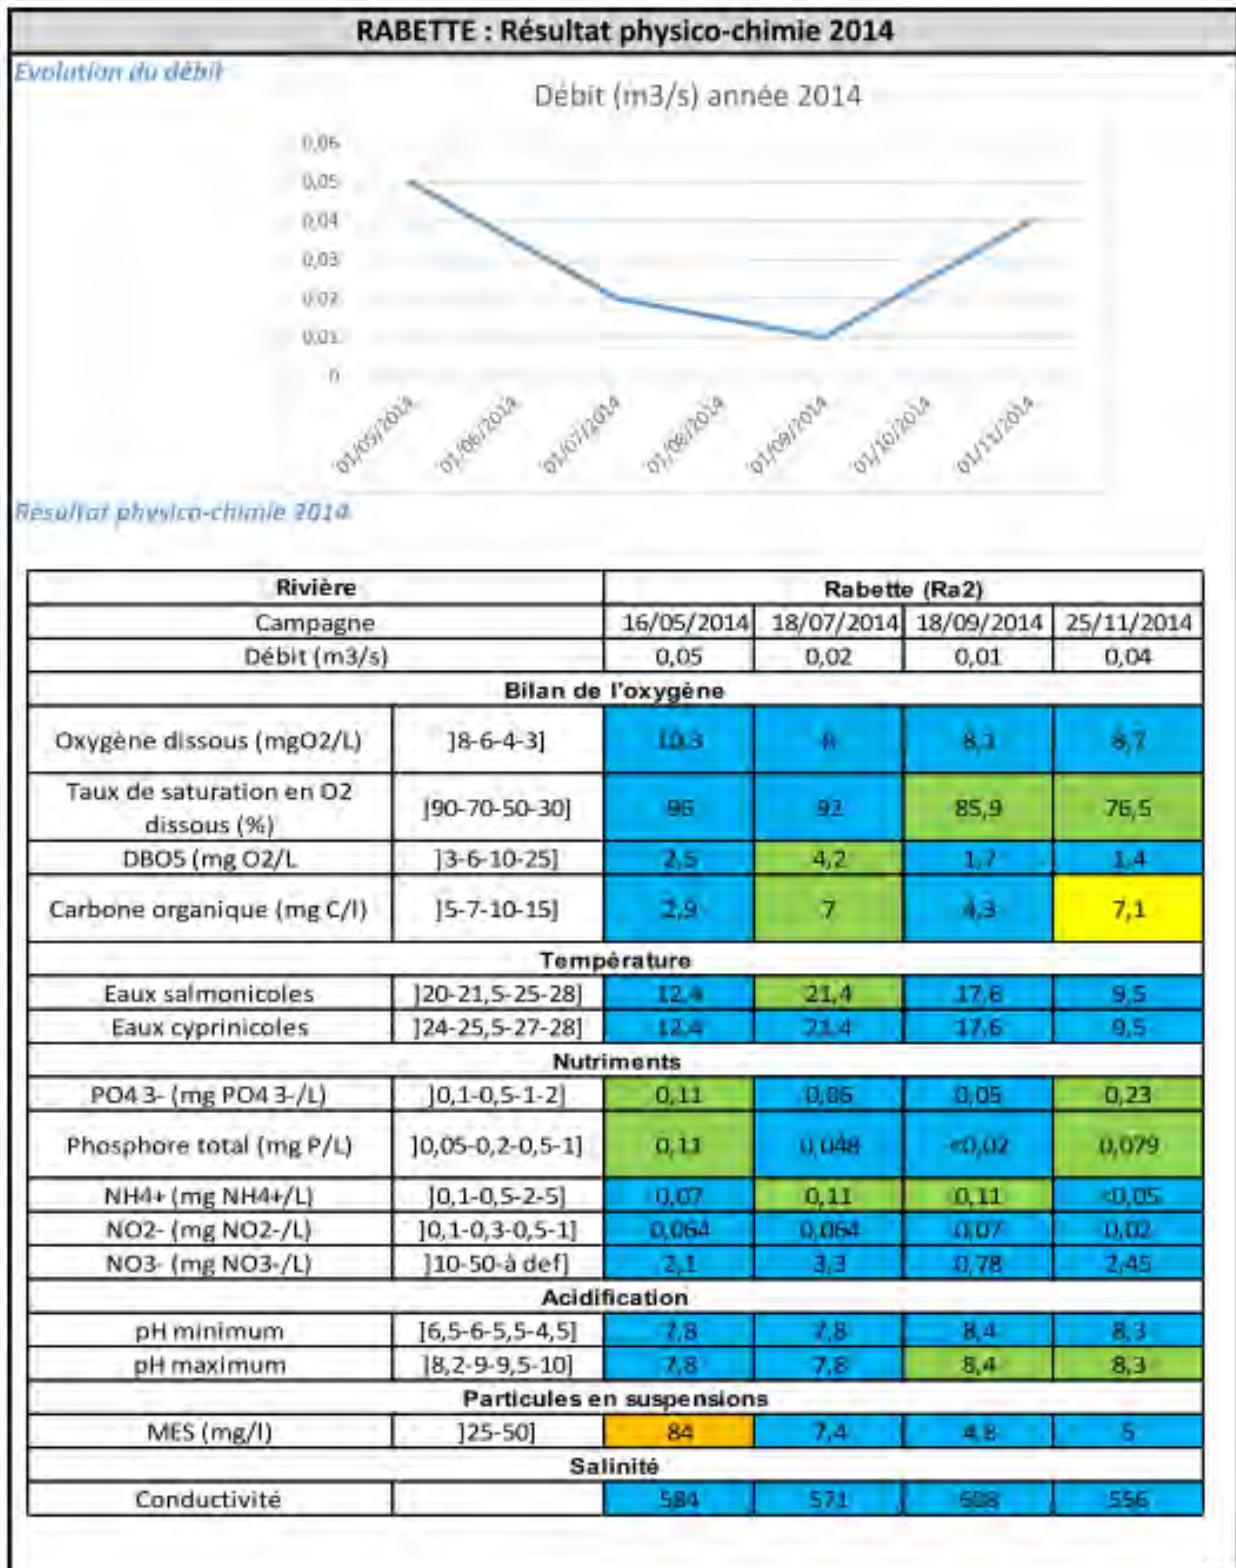 RABETTE : Résultat physico-chimie 2014
Evolution du débit
Débit (m3/s) année 2014
0,06
0,05
0,04
0,03
0,02
0,01
0
01/05/2014
01/06/2014
01/07/2014
01/08/2014
01/09/2014
01/10/2014
01/11/2014
Résultat physico-chimie 2014
Rivière Rabette (Ra2)
Campagne 16/05/2014 18/07/2014 18/09/2014 25/11/2014
Débit (m3/s) 0,05 0,02 0,01 0,04
Bilan de l'oxygène
Oxygène dissous (mgO2/L) ]8-6-4-3] 10,3 8 8,7
Taux de saturation en O2
dissous (%) ]90-70-50-30] 96 92 85,9 76,5
DBO5 (mg O2/L ]3-6-10-25] 2,5 4,2 1,7 1,4
Carbone organique (mg C/l) ]5-7-10-15] 2,9 7 4,3 7,1
Température
Eaux salmonicoles ]20-21,5-25-28] 12,4 21,4 17,6 9,5
Eaux cyprinicoles ]24-25,5-27-28] 12,4 21,4 17,6 9,5
Nutriments
PO4 3- (mg PO4 3-/L) ]0,1-0,5-1-2] 0,11 0,05 0,23
Phosphore total (mg P/L) ]0,05-0,2-0,5-1] 0,11 0,048 <0,02 0,079
NH4+ (mg NH4+/L) ]0,1-0,5-2-5] 0,07 0,11 0,11 <0,05
NO2- (mg NO2-/L) ]0,1-0,3-0,5-1] 0,064 0,064 0,07 0,02
NO3- (mg NO3-/L) ]10-50-à def] 2,1 3,3 0,78 2,45
Acidification
pH minimum ]6,5-6-5,5-4,5] 7,8 7,8 8,4 8,3
pH maximum ]8,2-9-9,5-10] 7,8 7,8 8,4 8,3
Particules en suspensions
MES (mg/l) ]25-50] 84 7,4 4,8 5
Salinité
Conductivité 584 571 556